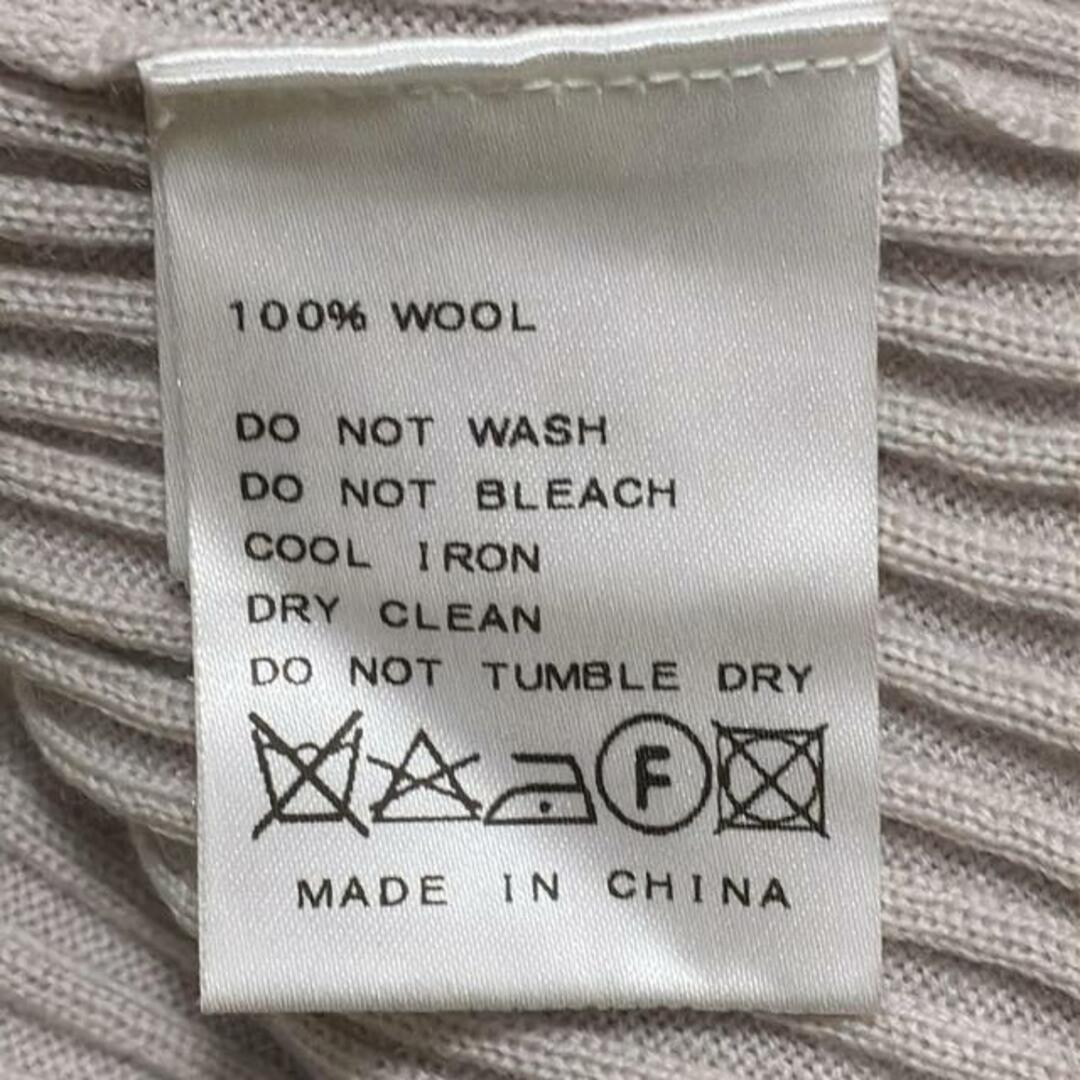 100% WOOL
DO NOT WASH
DO NOT BLEACH
COOL IRON
DRY CLEAN
DO NOT TUMBLE DRY
F
MADE IN CHINA